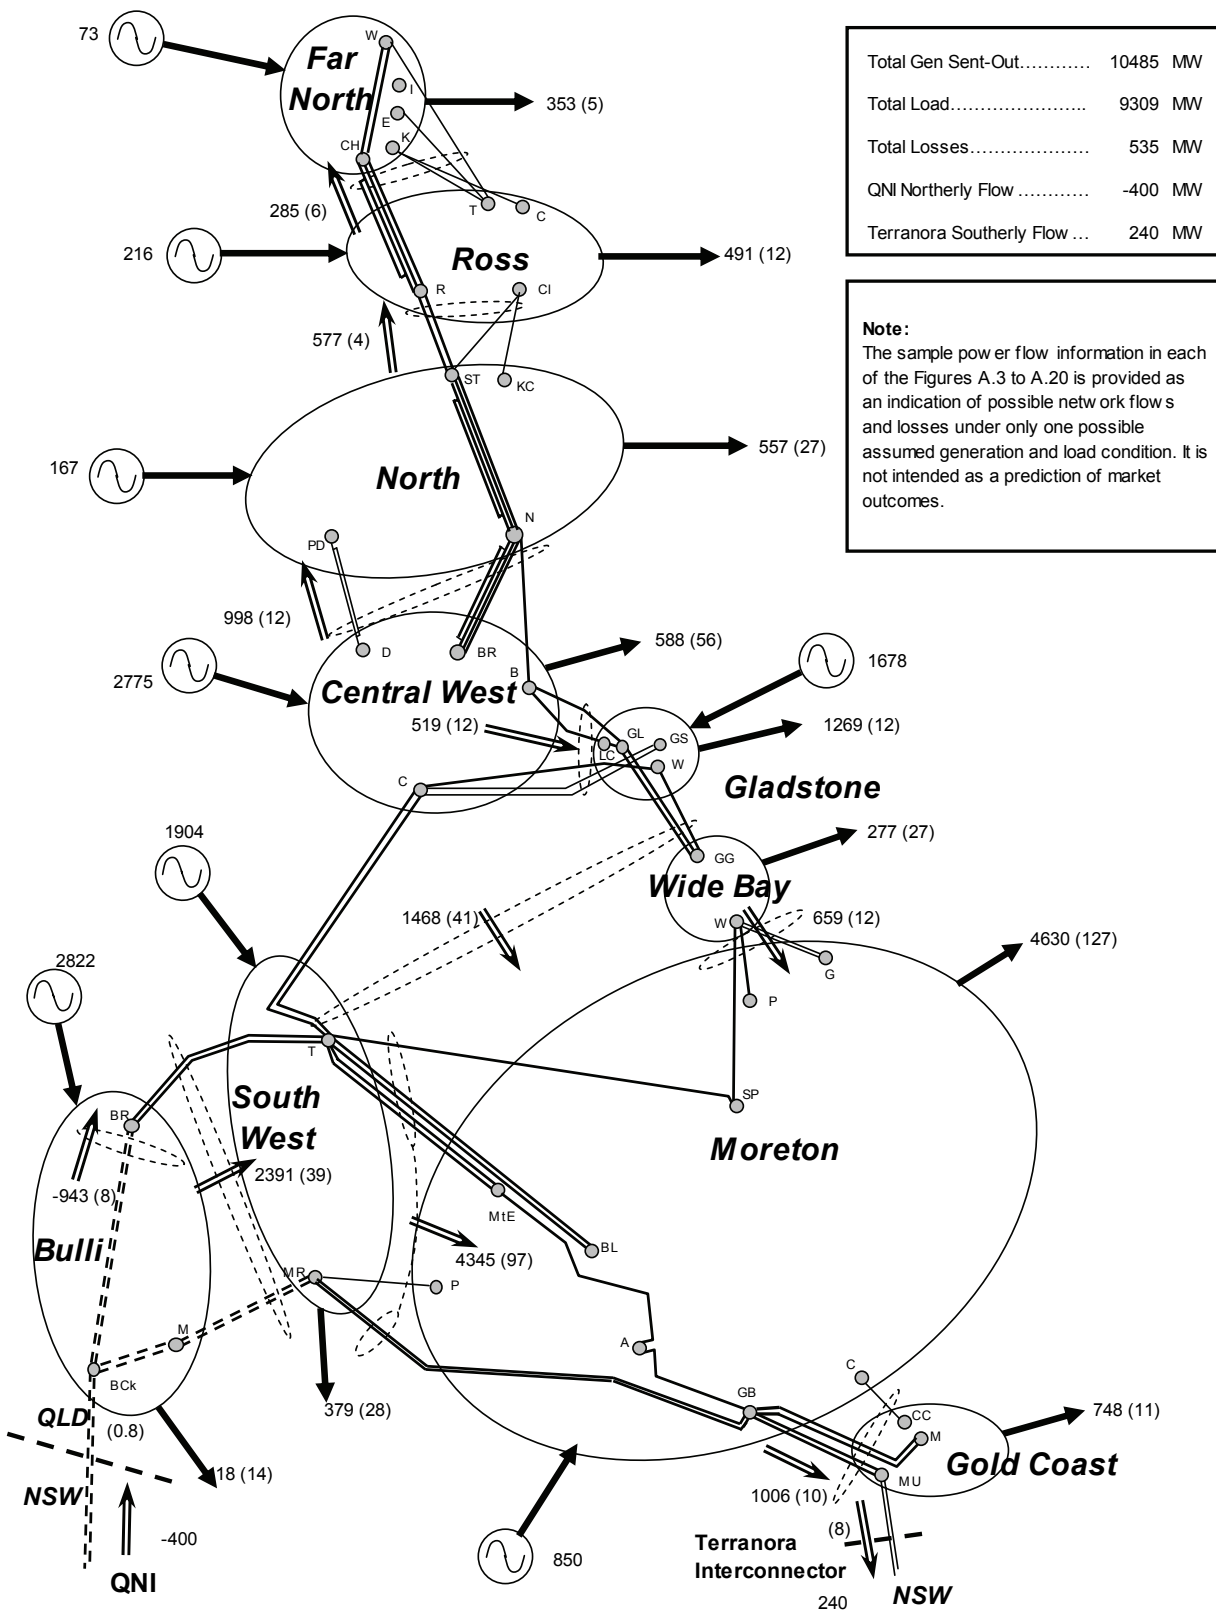 73
W
Far
North
I
E
K
CH
353 (5)
Total Gen Sent-Out............ 10485 MW
Total Load....................... 9309 MW
Total Losses.................... 535 MW
QNI Northerly Flow ............ -400 MW
Terranora Southerly Flow ... 240 MW
285 (6)
T
C
216
Ross
491 (12)
R
CI
577 (4)
ST
KC
Note:
The sample power flow information in each
of the Figures A.3 to A.20 is provided as
an indication of possible network flows
and losses under only one possible
assumed generation and load condition. It is
not intended as a prediction of market
outcomes.
167
North
557 (27)
N
PD
998 (12)
D
BR
588 (56)
1678
2775
Central West
B
519 (12)
GL
GS
LC
W
1269 (12)
C
Gladstone
1904
277 (27)
GG
Wide Bay
1468 (41)
W
659 (12)
4630 (127)
G
P
2822
T
SP
BR
South
West
Moreton
2391 (39)
-943 (8)
MtE
Bulli
BL
4345 (97)
MR
P
M
A
C
BCk
GB
CC
379 (28)
748 (11)
QLD
(0.8)
M
Gold Coast
18 (14)
MU
NSW
1006 (10)
(8)
-400
Terranora
Interconnector
850
QNI
240
NSW